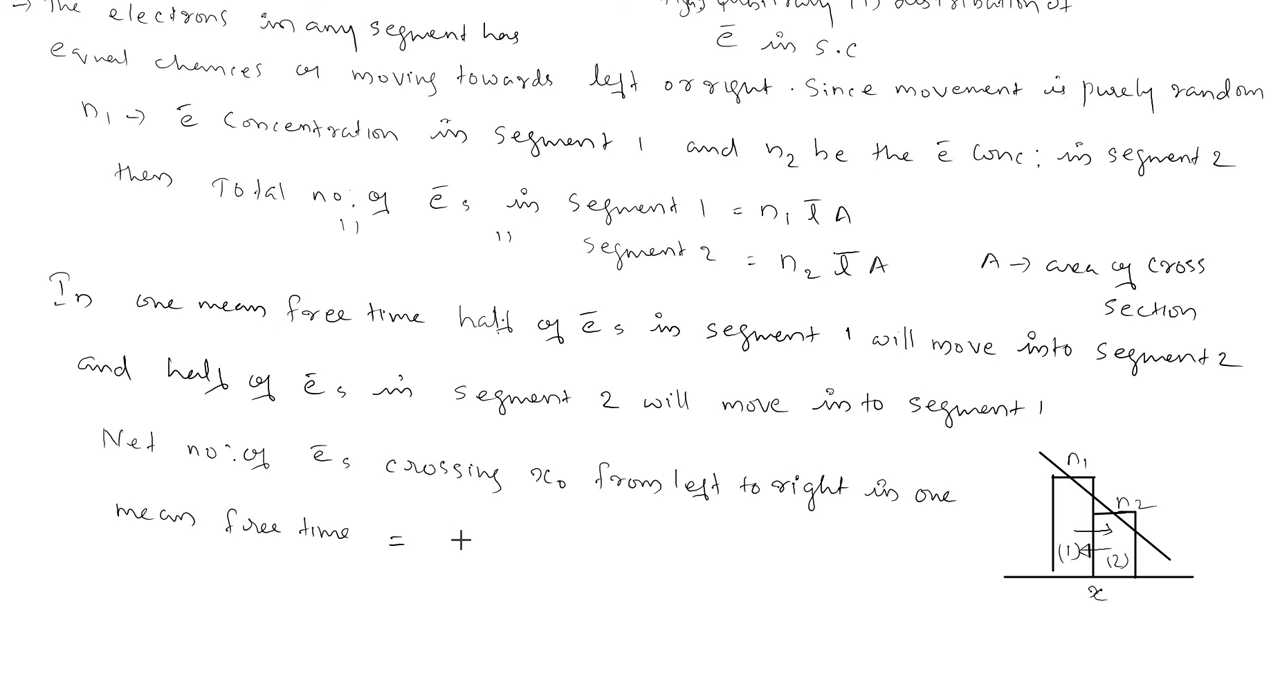 → The electrons in any segment has
ē in s.c
equal chances of moving towards left or right. Since movement is purely random
n₁ → ē concentration in segment 1 and n₂ be the ē conc: in segment 2
then Total no: of ēs in segment 1 = n₁ l̄ A
" " segment 2 = n₂ l̄ A A → area of cross
section
In one mean free time half of ēs in segment 1 will move into segment 2
and half of ēs in segment 2 will move in to segment 1
Net no: of ēs crossing x₀ from left to right in one
mean free time = +
n₁
n₂
(1) (2)
x